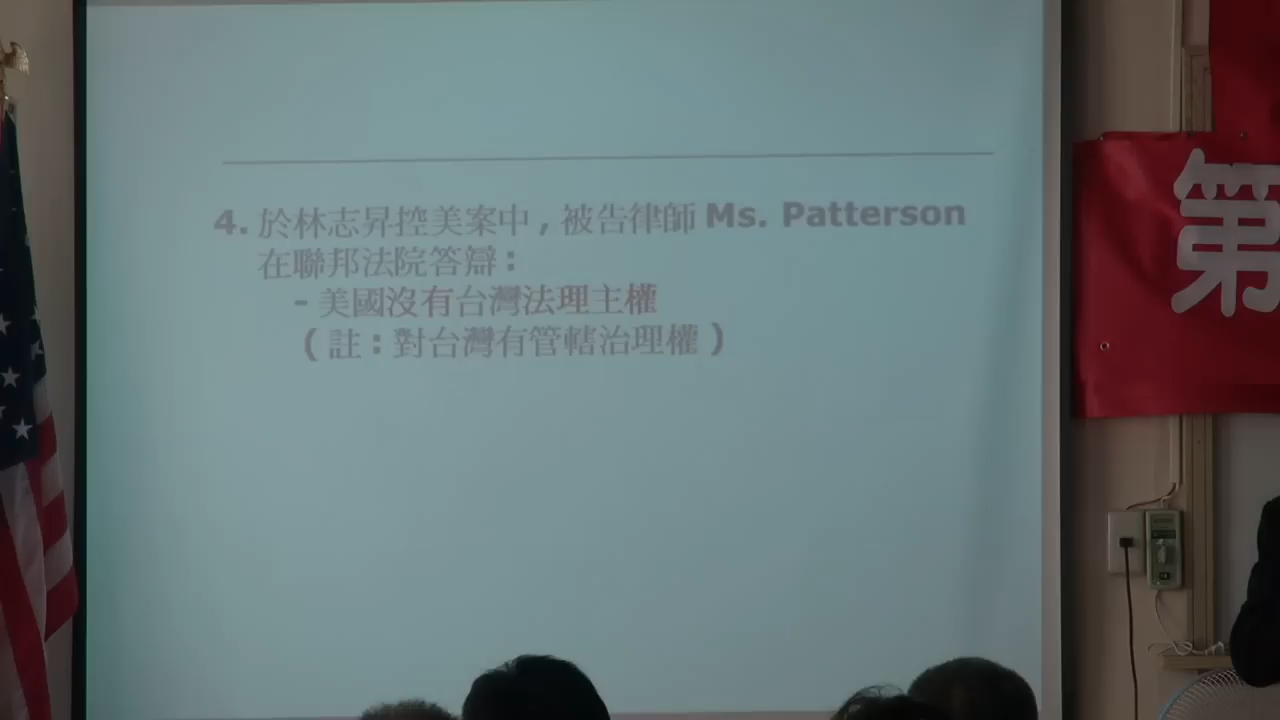 4. 於林志昇控美案中，被告律師 Ms. Patterson
在聯邦法院答辯：
- 美國沒有台灣法理主權
( 註：對台灣有管轄治理權 )
第